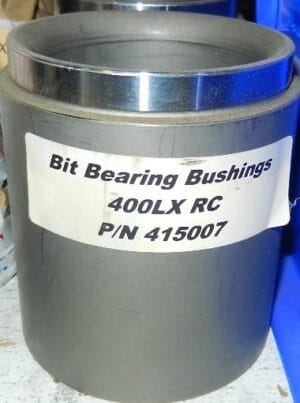 Bit Bearing Bushings
400LX RC
P/N 415007